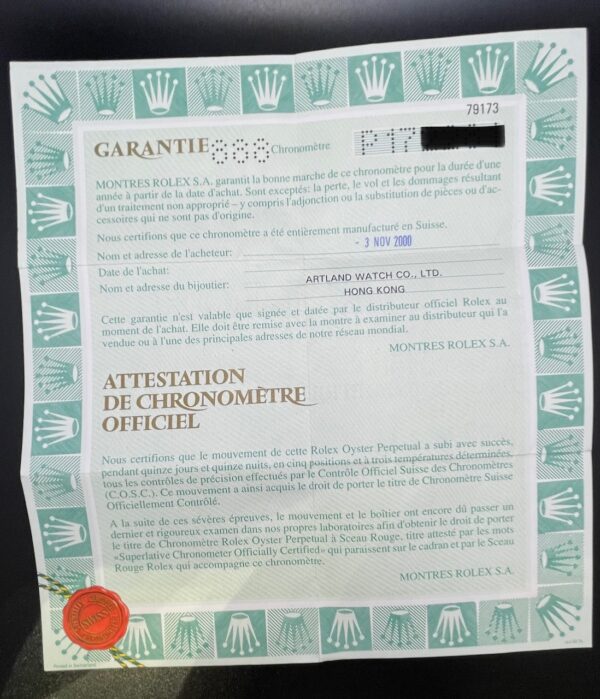 79173
GARANTIE 888 Chronomètre P17
MONTRES ROLEX S.A. garantit la bonne marche de ce chronomètre pour la durée d'une
année à partir de la date d'achat. Sont exceptés: la perte, le vol et les dommages résultant
d'un traitement non approprié – y compris l'adjonction ou la substitution de pièces ou d'ac-
cessoires qui ne sont pas d'origine.
Nous certifions que ce chronomètre a été entièrement manufacturé en Suisse.
Nom et adresse de l'acheteur:
- 3 NOV 2000
Date de l'achat:
Nom et adresse du bijoutier: ARTLAND WATCH CO., LTD.
HONG KONG
Cette garantie n'est valable que signée et datée par le distributeur officiel Rolex au
moment de l'achat. Elle doit être remise avec la montre à examiner au distributeur qui l'a
vendue ou à l'une des principales adresses de notre réseau mondial.
MONTRES ROLEX S.A.
ATTESTATION
DE CHRONOMÈTRE
OFFICIEL
Nous certifions que le mouvement de cette Rolex Oyster Perpetual a subi avec succès,
pendant quinze jours et quinze nuits, en cinq positions et à trois températures déterminées,
tous les contrôles de précision effectués par le Contrôle Officiel Suisse des Chronomètres
(C.O.S.C.). Ce mouvement a ainsi acquis le droit de porter le titre de Chronomètre Suisse
Officiellement Contrôlé.
A la suite de ces sévères épreuves, le mouvement et le boîtier ont encore dû passer un
dernier et rigoureux examen dans nos propres laboratoires afin d'obtenir le droit de porter
le titre de Chronomètre Rolex Oyster Perpetual à Sceau Rouge, titre attesté par les mots
«Superlative Chronometer Officially Certified» qui paraissent sur le cadran et par le Sceau
Rouge Rolex qui accompagne ce chronomètre.
MONTRES ROLEX S.A.
Printed in Switzerland